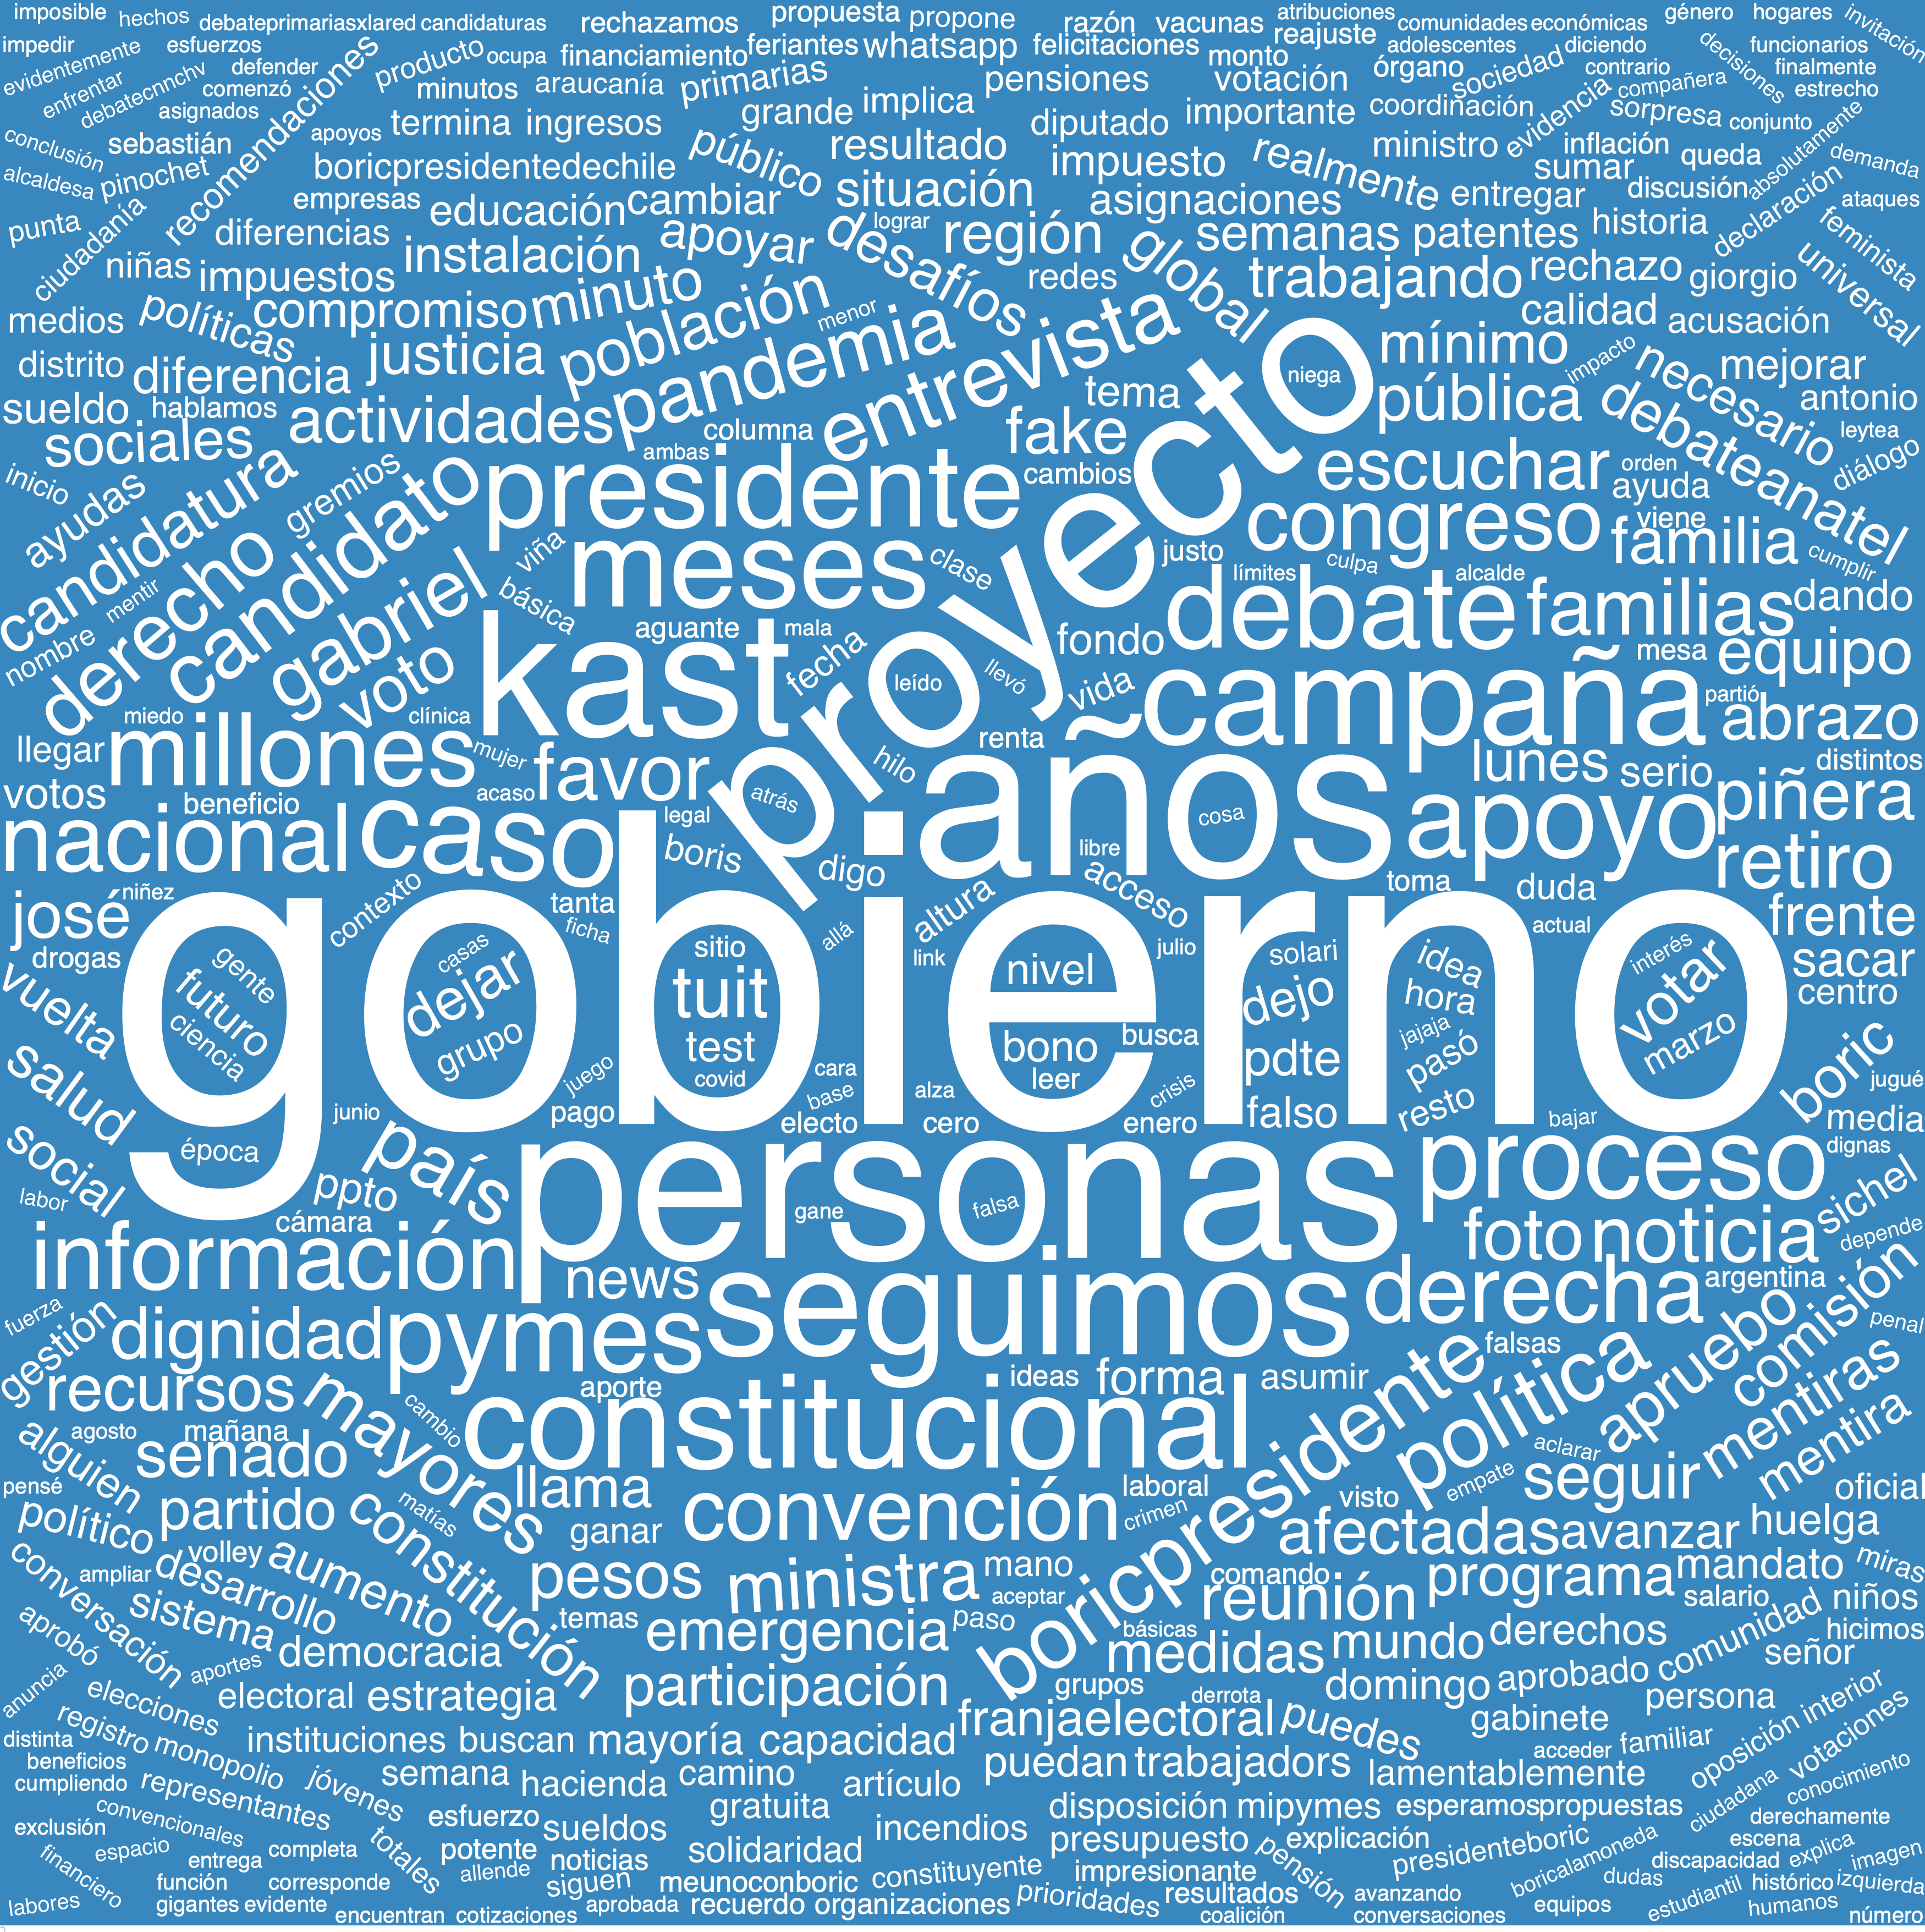 imposible hechos debateprimariasxlared candidaturas rechazamos propuesta propone razón vacunas atribuciones comunidades económicas género hogares invitación
impedir esfuerzos recomendaciones producto ocupa financiamiento feriantes whatsapp felicitaciones monto reajuste adolescentes diciendo decisiones funcionarios
evidentemente defender minutos araucanía primarias pensiones votación órgano sociedad contrario finalmente
enfrentar debatecnnchv comenzó asignados grande implica coordinación evidencia compañera estrecho
conclusión sebastián apoyos termina ingresos público resultado diputado importante ministro inflación sorpresa conjunto absolutamente
alcaldesa pinochet boricpresidentedechile situación impuesto realmente sumar queda demanda
punta ciudadanía empresas educación cambiar lograr asignaciones entregar discusión declaración ataques
diferencias apoyar desafíos región global semanas patentes historia feminista
niñas impuestos instalación redes trabajando rechazo giorgio universal
medios políticas compromiso minuto población menor calidad acusación
distrito diferencia justicia pandemia entrevista mínimo impacto necesario mejorar
sueldo hablamos actividades columna tema niega pública debateanatel antonio
sociales ambas fake escuchar orden leytea
inicio ayudas candidatura gremios candidato presidente cambios proyecto congreso ayuda diálogo
derecho viña meses clase justo culpa viene familia cumplir
nombre mentir gabriel básica límites alcalde debate familias dando
voto kast aguante mala fecha leído llevó fondo mesa equipo
miedo clínica vida campaña partió abrazo
llegar millones mujer favor hilo renta lunes serio distintos
votos beneficio acaso atrás años cosa apoyo piñera
nacional caso legal boris digo libre acceso retiro
josé niñez contexto tanta ficha allá altura toma duda actual frente
drogas gobierno sitio link julio solari interés sacar
vuelta gente futuro ciencia casas dejar grupo tuit nivel dejo idea hora votar centro
salud test bono busca pdte jajaja pasó marzo boric
junio juego covid cara leer crisis jugué
época país pago base alza electo cero enero falso resto bajar media
social ppto personas proceso dignas
labor cámara gane falsa sichel
información foto noticia depende
fuerza news seguimos derecha argentina comisión
gestión dignidad pymes falsas apruebo penal
recursos mayores aporte ideas forma asumir política mentiras
agosto mañana cambio constitucional boricpresidente aclarar mentira
alguien senado llama laboral visto empate seguir
pensé político partido constitución matías ganar convención crimen afectadas avanzar oficial
volley huelga
conversación ampliar desarrollo aumento pesos ministra mano comando programa mandato miras
sistema temas aceptar reunión salario niños
aprobó democracia emergencia paso básicas medidas mundo derechos comunidad hicimos
anuncia aportes participación grupos domingo aprobado señor
elecciones electoral estrategia derrota persona
registro instituciones buscan mayoría capacidad franjaelectoral puedes gabinete oposición interior
distinta monopolio puedan trabajadors acceder familiar votaciones
beneficios jóvenes semana hacienda camino artículo lamentablemente
cumpliendo representantes gratuita disposición mipymes esperamos propuestas ciudadana conocimiento
exclusión convencionales totales esfuerzo sueldos incendios presupuesto explicación derechamente
espacio completa potente noticias solidaridad pensión presidenteboric escena explica
financiero entrega allende siguen constituyente impresionante boricalamoneda discapacidad imagen
función corresponde meunoconboric prioridades resultados avanzando dudas histórico izquierda
labores gigantes evidente encuentran cotizaciones aprobada recuerdo organizaciones coalición conversaciones equipos estudiantil humanos número